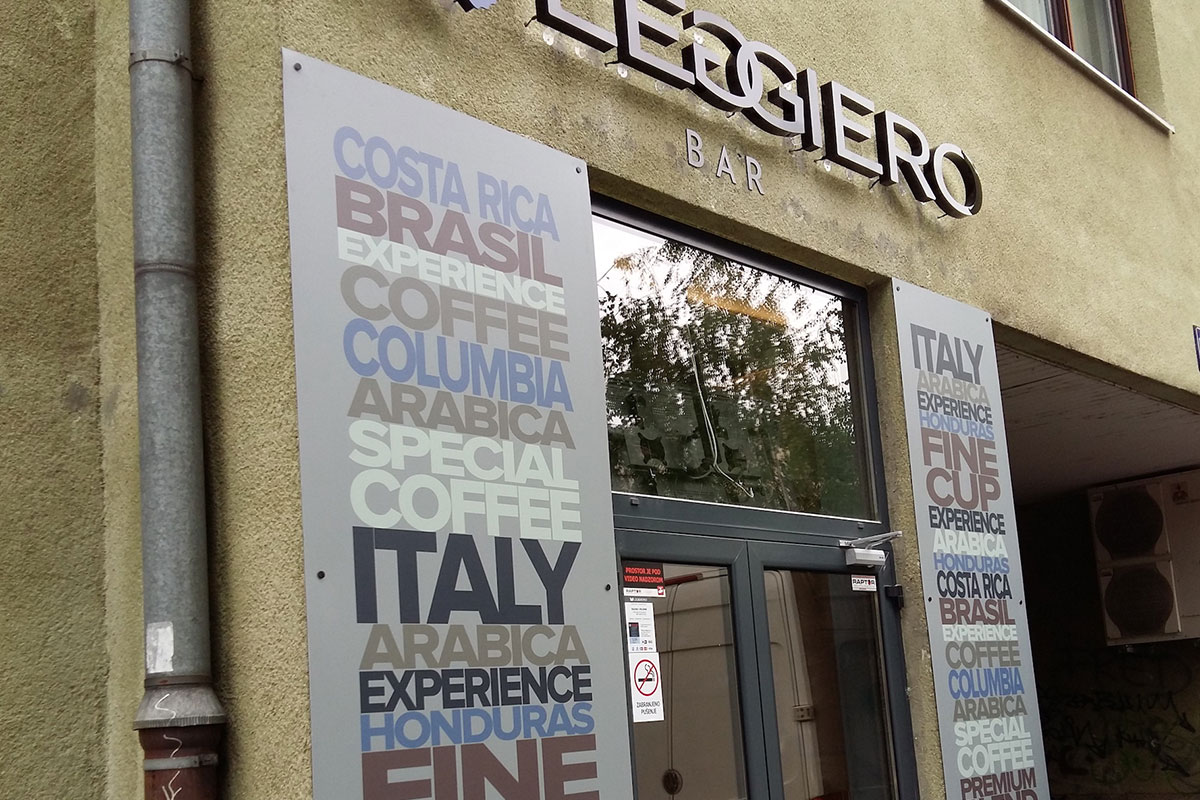 LEGGIERO
BAR
COSTA RICA
BRASIL
EXPERIENCE
COFFEE
COLUMBIA
ARABICA
SPECIAL
COFFEE
ITALY
ARABICA
EXPERIENCE
HONDURAS
FINE
PROSTOR JE POD
VIDEO NADZOROM
RAPTOR
ZABRANJENO
PUŠENJE
RAPTOR
ITALY
ARABICA
EXPERIENCE
HONDURAS
FINE
CUP
EXPERIENCE
ARABICA
HONDURAS
COSTA RICA
BRASIL
EXPERIENCE
COFFEE
COLUMBIA
ARABICA
SPECIAL
COFFEE
PREMIUM